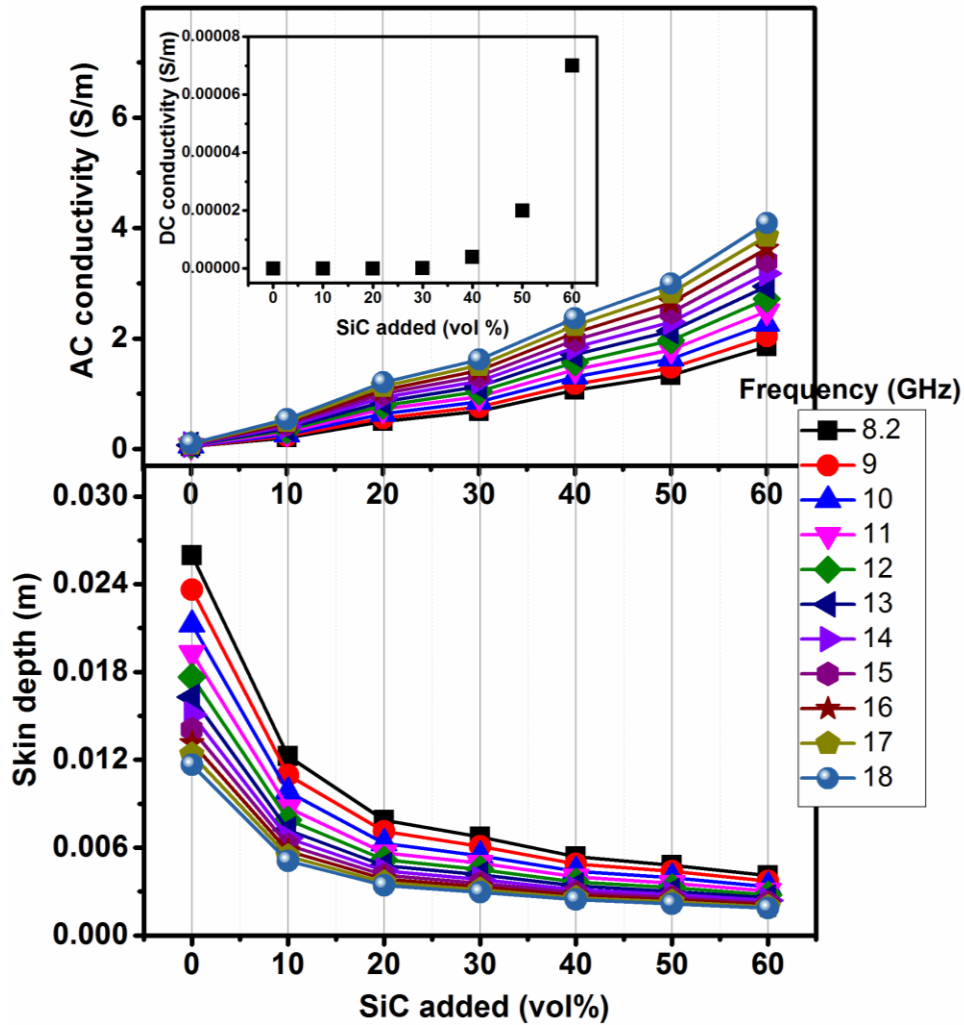 AC conductivity (S/m)
6
4
2
0
DC conductivity (S/m)
0.00008
0.00006
0.00004
0.00002
0.00000
0 10 20 30 40 50 60
SiC added (vol %)
0 10 20 30 40 50 60
Frequency (GHz)
8.2
9
10
11
12
13
14
15
16
17
18
Skin depth (m)
0.030
0.024
0.018
0.012
0.006
0.000
0 10 20 30 40 50 60
SiC added (vol%)